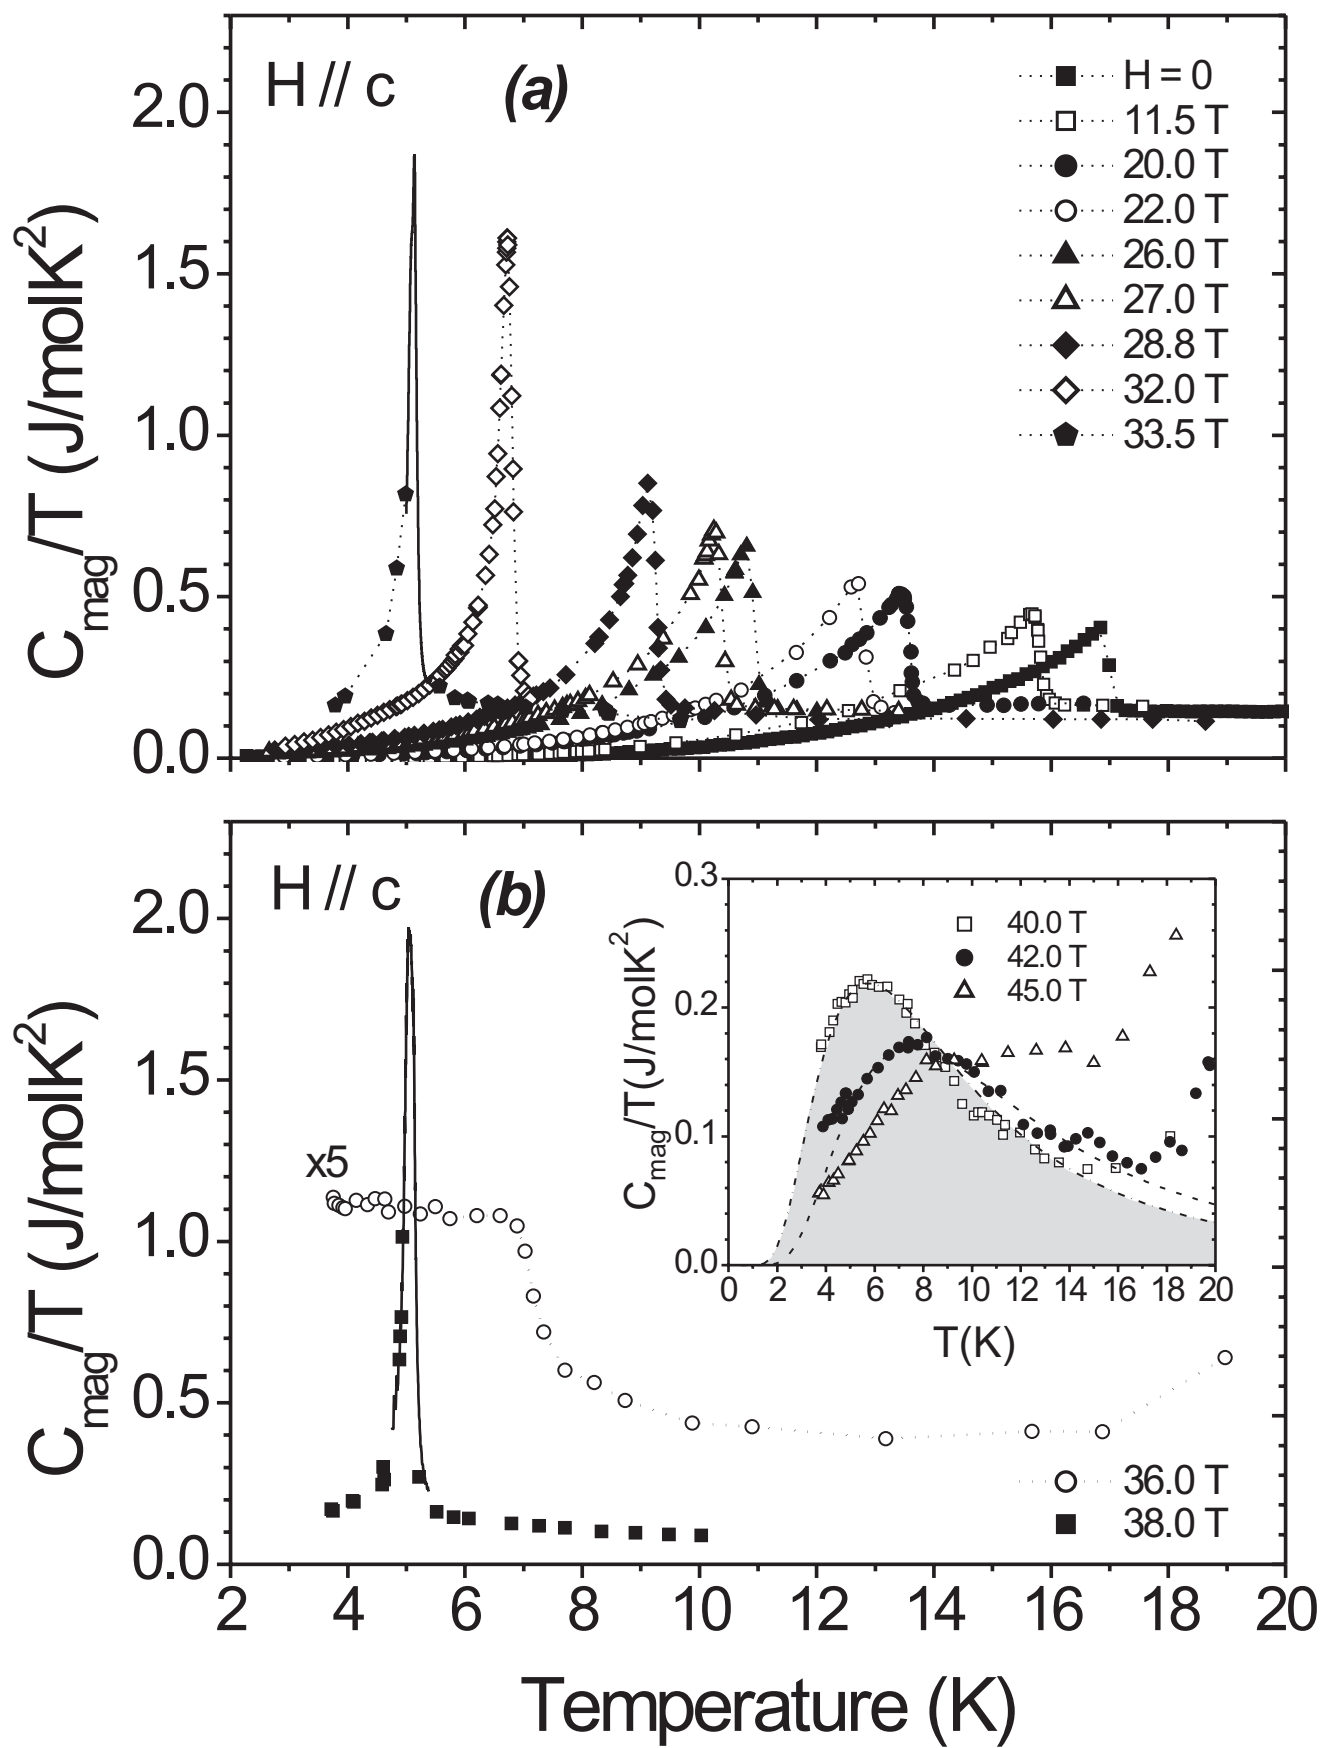 H // c (a)
H = 0
11.5 T
20.0 T
22.0 T
26.0 T
27.0 T
28.8 T
32.0 T
33.5 T
2.0
1.5
1.0
0.5
0.0
C_mag/T (J/molK²)
H // c (b)
2.0
1.5
1.0
0.5
0.0
C_mag/T (J/molK²)
x5
0.3
0.2
0.1
0.0
C_mag/T(J/molK²)
40.0 T
42.0 T
45.0 T
0 2 4 6 8 10 12 14 16 18 20
T(K)
36.0 T
38.0 T
2 4 6 8 10 12 14 16 18 20
Temperature (K)